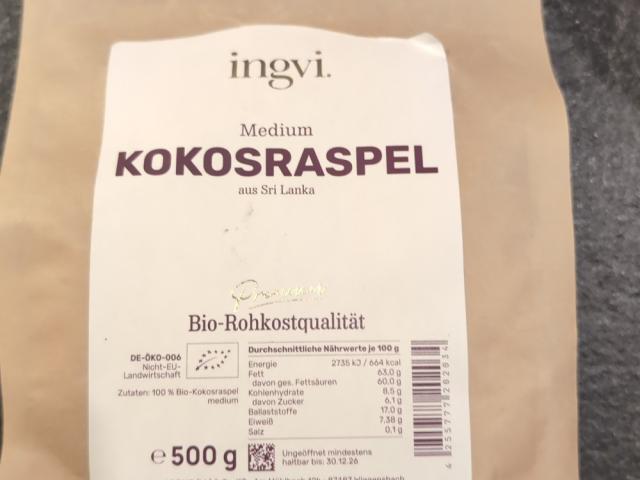 ingvi.
Medium
KOKOSRASPEL
aus Sri Lanka
Premium
Bio-Rohkostqualität
DE-ÖKO-006
Nicht-EU-
Landwirtschaft
Zutaten: 100 % Bio-Kokosraspel
medium
Durchschnittliche Nährwerte je 100 g
Energie 2735 kJ / 664 kcal
Fett 63,0 g
davon ges. Fettsäuren 60,0 g
Kohlenhydrate 8,5 g
davon Zucker 6,1 g
Ballaststoffe 17,0 g
Eiweiß 7,38 g
Salz 0,1 g
e 500 g
Ungeöffnet mindestens
haltbar bis: 30.12.26